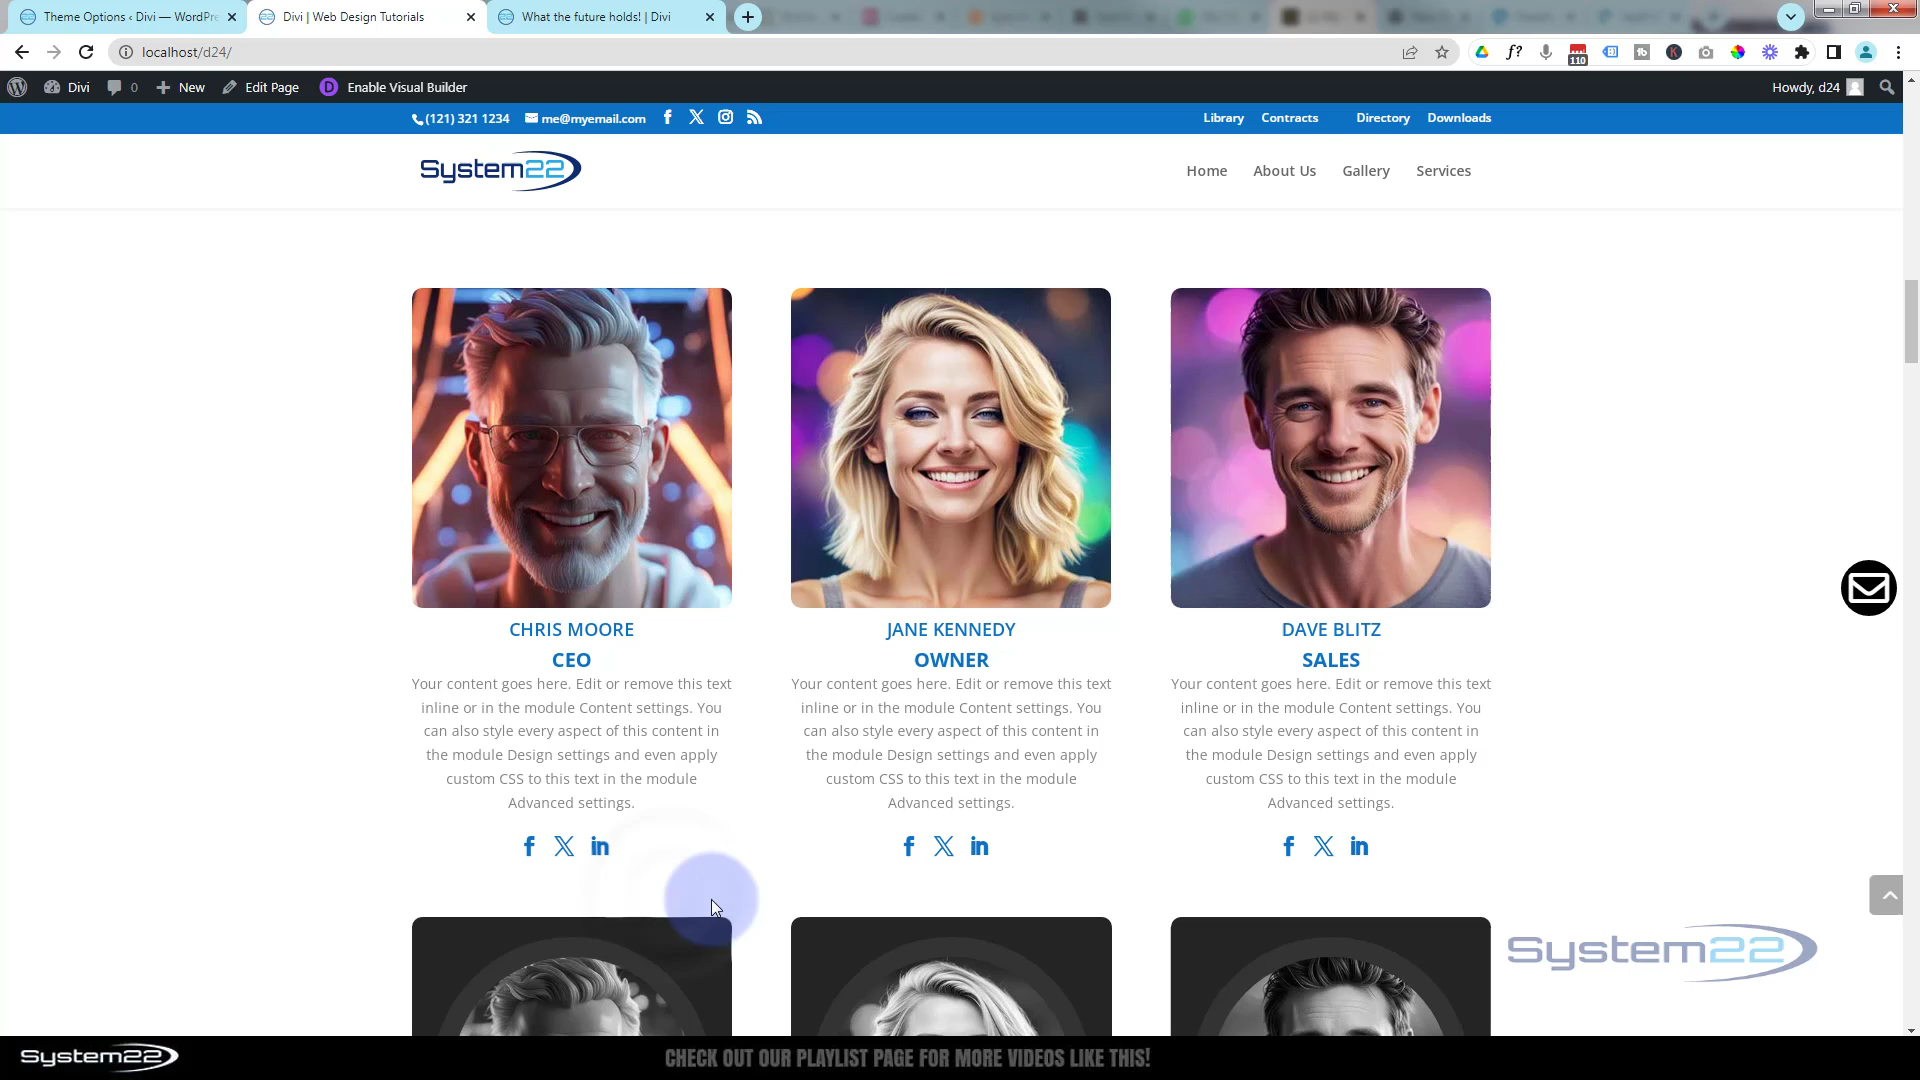 Theme Options ‹ Divi — WordPre
Divi | Web Design Tutorials
What the future holds! | Divi
localhost/d24/
110
Divi
0
New
Edit Page
Enable Visual Builder
Howdy, d24
(121) 321 1234
me@myemail.com
Library
Contracts
Directory
Downloads
System22
Home
About Us
Gallery
Services
CHRIS MOORE
CEO
Your content goes here. Edit or remove this text
inline or in the module Content settings. You
can also style every aspect of this content in
the module Design settings and even apply
custom CSS to this text in the module
Advanced settings.
JANE KENNEDY
OWNER
Your content goes here. Edit or remove this text
inline or in the module Content settings. You
can also style every aspect of this content in
the module Design settings and even apply
custom CSS to this text in the module
Advanced settings.
DAVE BLITZ
SALES
Your content goes here. Edit or remove this text
inline or in the module Content settings. You
can also style every aspect of this content in
the module Design settings and even apply
custom CSS to this text in the module
Advanced settings.
System22
System22
CHECK OUT OUR PLAYLIST PAGE FOR MORE VIDEOS LIKE THIS!